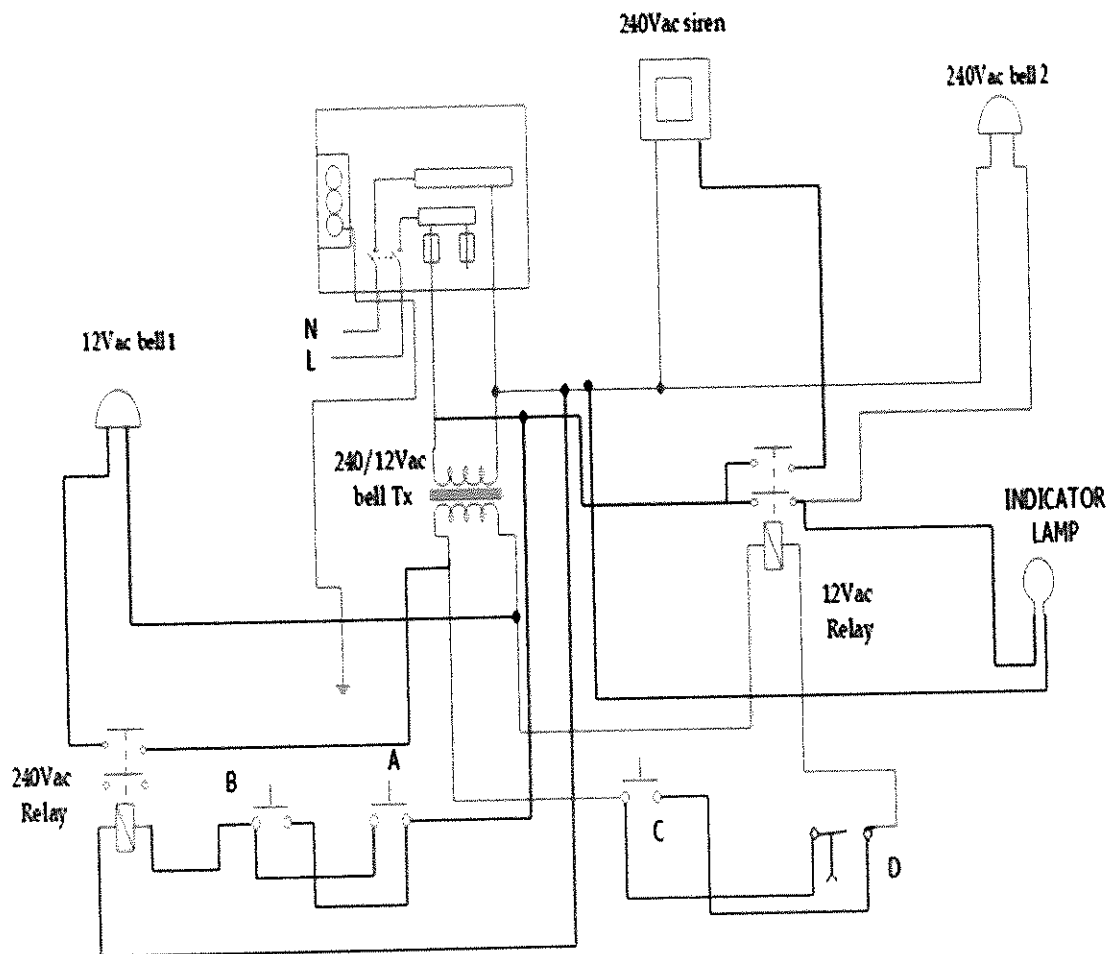 240Vac siren
240Vac bell 2
N
L
12Vac bell 1
240/12Vac
bell Tx
INDICATOR
LAMP
12Vac
Relay
240Vac
Relay
B
A
C
D